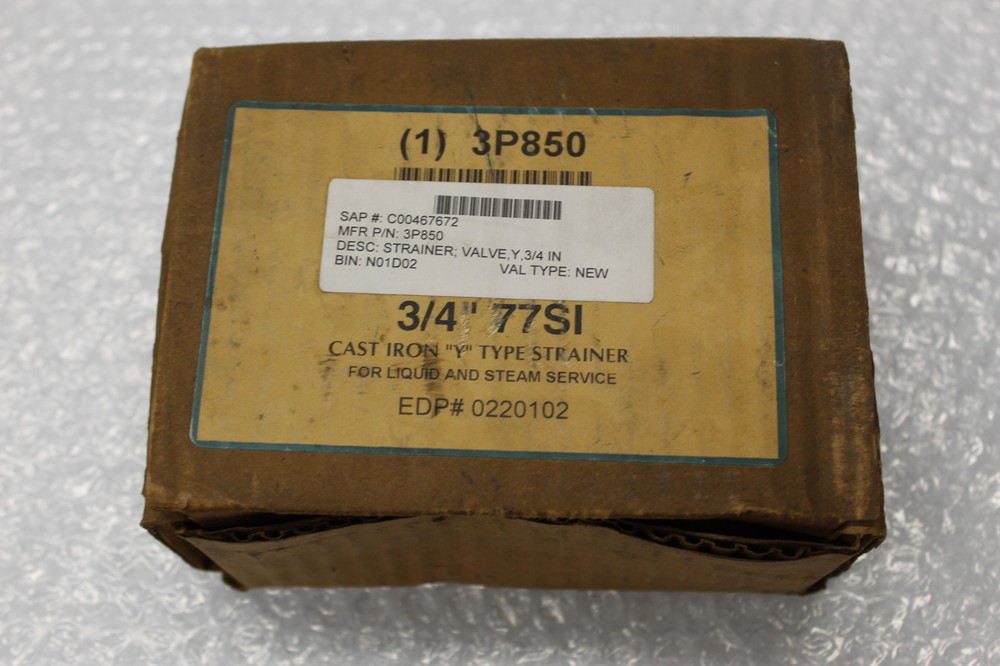 (1) 3P850
SAP #: C00467672
MFR P/N: 3P850
DESC: STRAINER; VALVE,Y,3/4 IN
BIN: N01D02 VAL TYPE: NEW
3/4" 77SI
CAST IRON "Y" TYPE STRAINER
FOR LIQUID AND STEAM SERVICE
EDP# 0220102